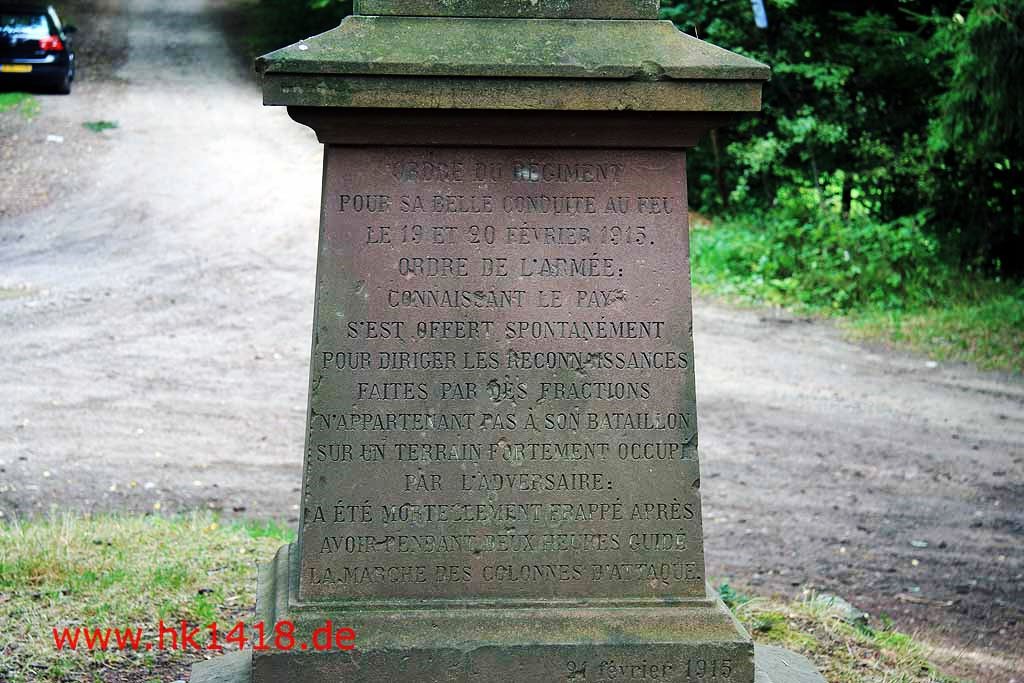 ORDRE DU RÉGIMENT
POUR SA BELLE CONDUITE AU FEU
LE 19 ET 20 FÉVRIER 1915.
ORDRE DE L'ARMÉE:
CONNAISSANT LE PAYS
S'EST OFFERT SPONTANÉMENT
POUR DIRIGER LES RECONNAISSANCES
FAITES PAR DES FRACTIONS
N'APPARTENANT PAS À SON BATAILLON
SUR UN TERRAIN FORTEMENT OCCUPÉ
PAR L'ADVERSAIRE:
A ÉTÉ MORTELLEMENT FRAPPÉ APRÈS
AVOIR PENDANT DEUX HEURES GUIDÉ
LA MARCHE DES COLONNES D'ATTAQUE.
21 février 1915
www.hk1418.de